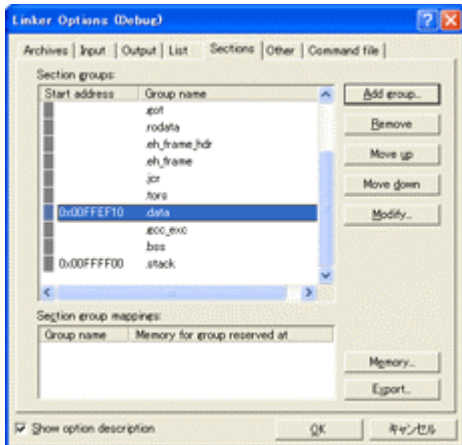 Linker Options (Debug)
Archives Input Output List Sections Other Command file
Section groups:
Start address Group name
.got
.rodata
.eh_frame_hdr
.eh_frame
.jcr
.tors
0x00FFEF10 .data
.gcc_exc
.bss
0x00FFFF00 .stack
Add group...
Remove
Move up
Move down
Modify...
Section group mappings:
Group name Memory for group reserved at
Memory...
Export...
Show option description
OK
キャンセル